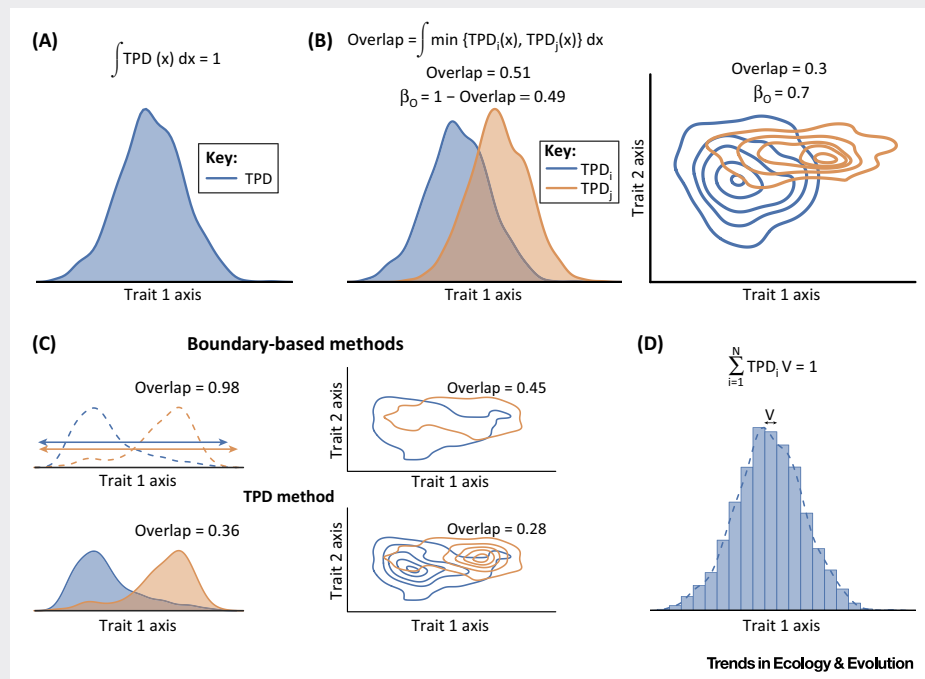 (A)
∫TPD (x) dx = 1
Key:
TPD
Trait 1 axis
(B)
Overlap = ∫ min {TPDᵢ(x), TPDⱼ(x)} dx
Overlap = 0.51
β₀ = 1 − Overlap = 0.49
Key:
TPDᵢ
TPDⱼ
Trait 1 axis
Overlap = 0.3
β₀ = 0.7
Trait 2 axis
Trait 1 axis
(C)
Boundary-based methods
Overlap = 0.98
Trait 1 axis
Overlap = 0.45
Trait 2 axis
Trait 1 axis
TPD method
Overlap = 0.36
Trait 1 axis
Overlap = 0.28
Trait 2 axis
Trait 1 axis
(D)
N
∑ TPDᵢ V = 1
i=1
V
Trait 1 axis
Trends in Ecology & Evolution